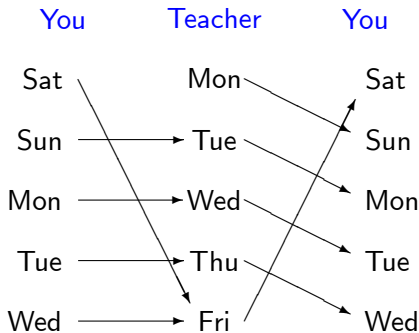 You Teacher You
Sat Mon Sat
Sun Tue Sun
Mon Wed Mon
Tue Thu Tue
Wed Fri Wed